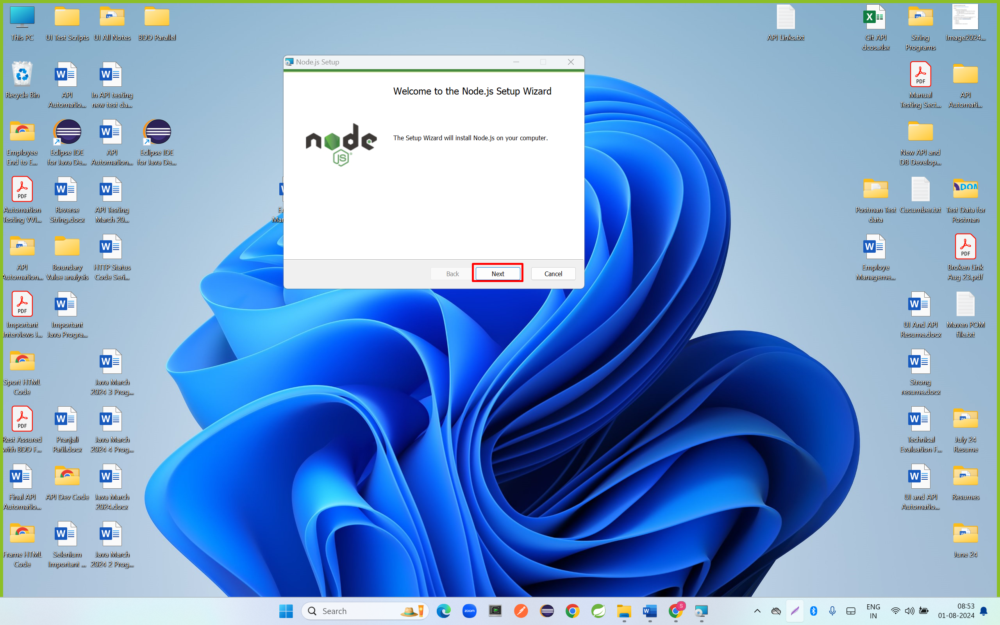 This PC
UI Test Scripts
UI All Notes
BDD Parallel
API Links.txt
Git API
dcos.xlsx
String
Programs
Image2024...
Recycle Bin
API
Automatio...
In API testing
new test da...
Manual
Testing Sect...
API
Automati...
Employee
End to E...
Eclipse IDE
for Java De...
API
Automation...
Eclipse IDE
for Java De...
New API and
DB Develop...
Automation
Testing VVI...
Reverse
String.docx
API Testing
March 20...
Postman Test
data
Cucumber.txt
Test Data for
Postman
API
Automation...
Boundary
Value analysis
HTTP Status
Code Seri...
Employe
Manageme...
Broken Link
Aug 23.pdf
Important
Interviews J...
Important
Java Progra...
UI And API
Resume.docx
Maven POM
file.txt
Sport HTML
Code
Java March
2024 3 Prog...
Strong
resume.docx
Rest Assured
with BDD F...
Pranjali
Patil.docx
Java March
2024 4 Prog...
Technical
Evaluation F...
July 24
Resume
Final API
Automatio...
API Dev Code
Java March
2024.docx
UI and API
Automatio...
Resumes
Frame HTML
Code
Selenium
Important ...
Java March
2024 2 Prog...
June 24
Node.js Setup
Welcome to the Node.js Setup Wizard
node
JS
The Setup Wizard will install Node.js on your computer.
Back
Next
Cancel
Search
zoom
S
ENG
IN
08:53
01-08-2024